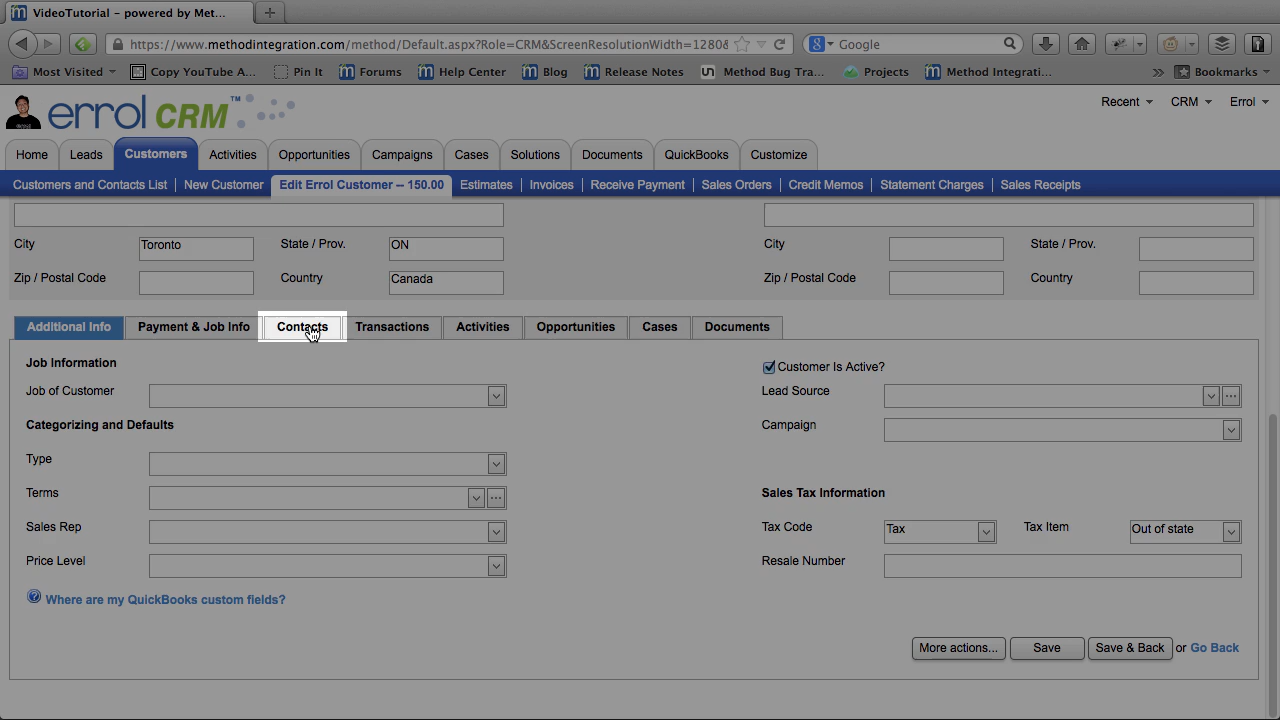 VideoTutorial – powered by Met...
https://www.methodintegration.com/method/Default.aspx?Role=CRM&ScreenResolutionWidth=1280&
Google
Most Visited
Copy YouTube A...
Pin It
Forums
Help Center
Blog
Release Notes
Method Bug Tra...
Projects
Method Integrati...
Bookmarks
errol CRM™
Recent
CRM
Errol
Home
Leads
Customers
Activities
Opportunities
Campaigns
Cases
Solutions
Documents
QuickBooks
Customize
Customers and Contacts List
New Customer
Edit Errol Customer -- 150.00
Estimates
Invoices
Receive Payment
Sales Orders
Credit Memos
Statement Charges
Sales Receipts
City
Toronto
State / Prov.
ON
City
State / Prov.
Zip / Postal Code
Country
Canada
Zip / Postal Code
Country
Additional Info
Payment & Job Info
Contacts
Transactions
Activities
Opportunities
Cases
Documents
Job Information
Customer Is Active?
Job of Customer
Lead Source
Categorizing and Defaults
Campaign
Type
Terms
Sales Tax Information
Sales Rep
Tax Code
Tax
Tax Item
Out of state
Price Level
Resale Number
Where are my QuickBooks custom fields?
More actions...
Save
Save & Back
or Go Back